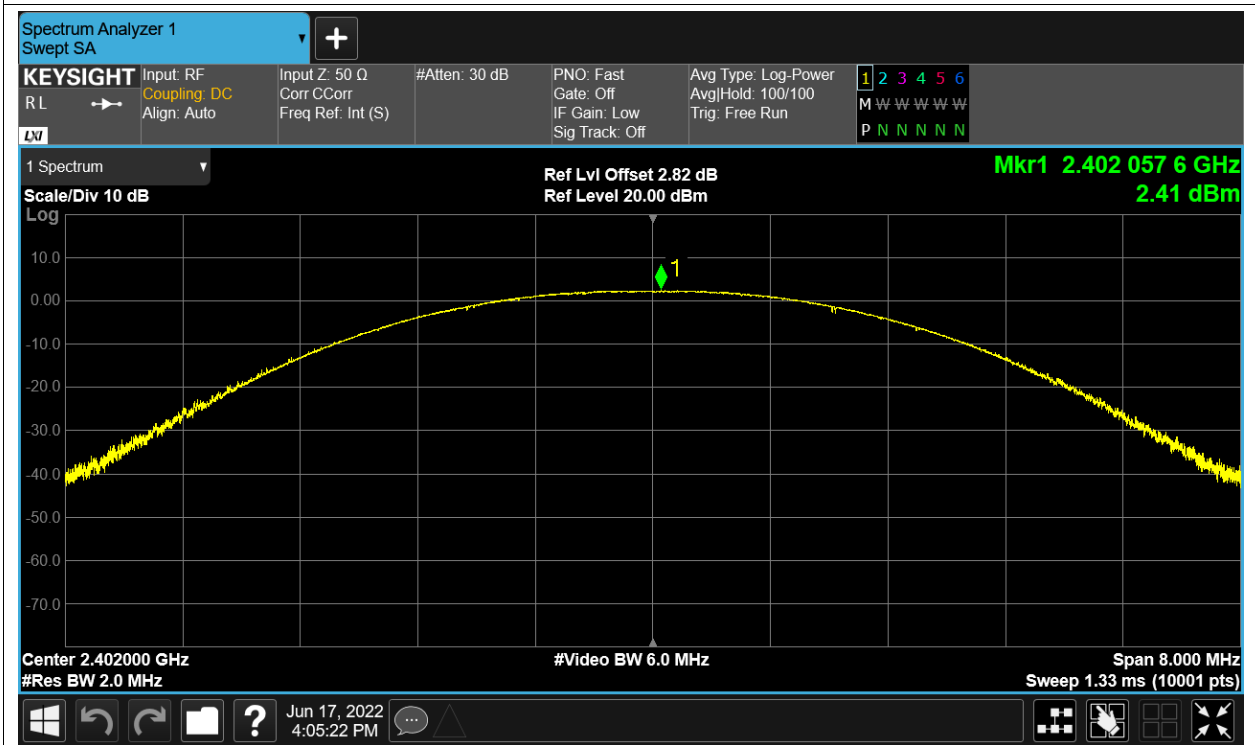 Spectrum Analyzer 1
Swept SA
KEYSIGHT Input: RF Input Z: 50 Ω #Atten: 30 dB PNO: Fast Avg Type: Log-Power 1 2 3 4 5 6
R L Coupling: DC Corr CCorr Gate: Off Avg|Hold: 100/100 M W W W W W W
Align: Auto Freq Ref: Int (S) IF Gain: Low Trig: Free Run
LXI Sig Track: Off P N N N N N N
1 Spectrum Ref Lvl Offset 2.82 dB Mkr1 2.402 057 6 GHz
Scale/Div 10 dB Ref Level 20.00 dBm 2.41 dBm
Log
10.0
1
0.00
-10.0
-20.0
-30.0
-40.0
-50.0
-60.0
-70.0
Center 2.402000 GHz #Video BW 6.0 MHz Span 8.000 MHz
#Res BW 2.0 MHz Sweep 1.33 ms (10001 pts)
? Jun 17, 2022
4:05:22 PM